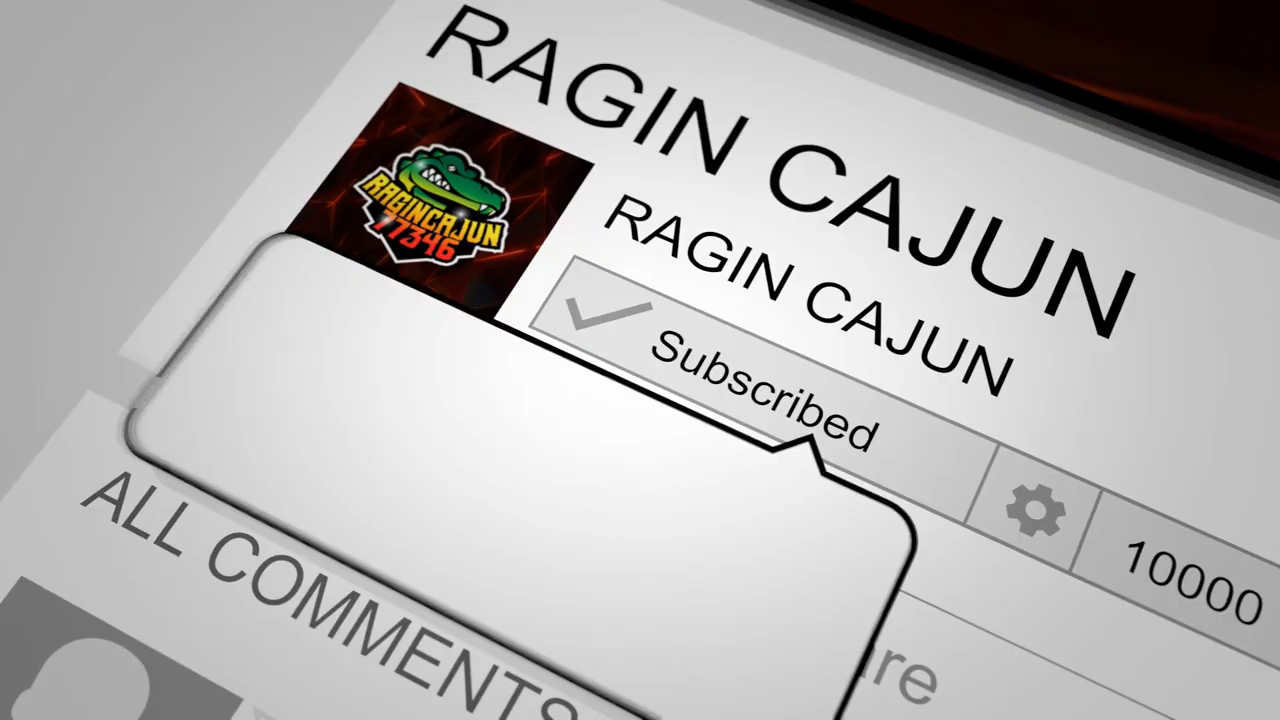 RAGIN CAJUN
RAGINCAJUN
77346
RAGIN CAJUN
Subscribed
10000
ALL COMMENTS